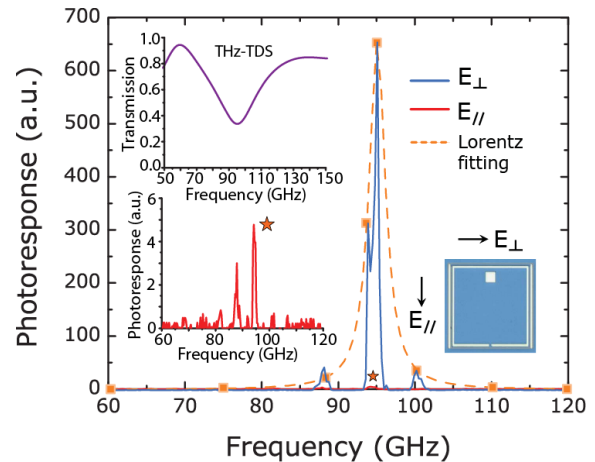 Photoresponse (a.u.)
700
600
500
400
300
200
100
0
60 70 80 90 100 110 120
Frequency (GHz)
E⊥
E//
Lorentz
fitting
THz-TDS
Transmission
1.0
0.8
0.6
0.4
0.2
0.0
50 70 90 110 130 150
Frequency (GHz)
Photoresponse (a.u.)
6
4
2
0
60 80 100 120
Frequency (GHz)
E⊥
E//